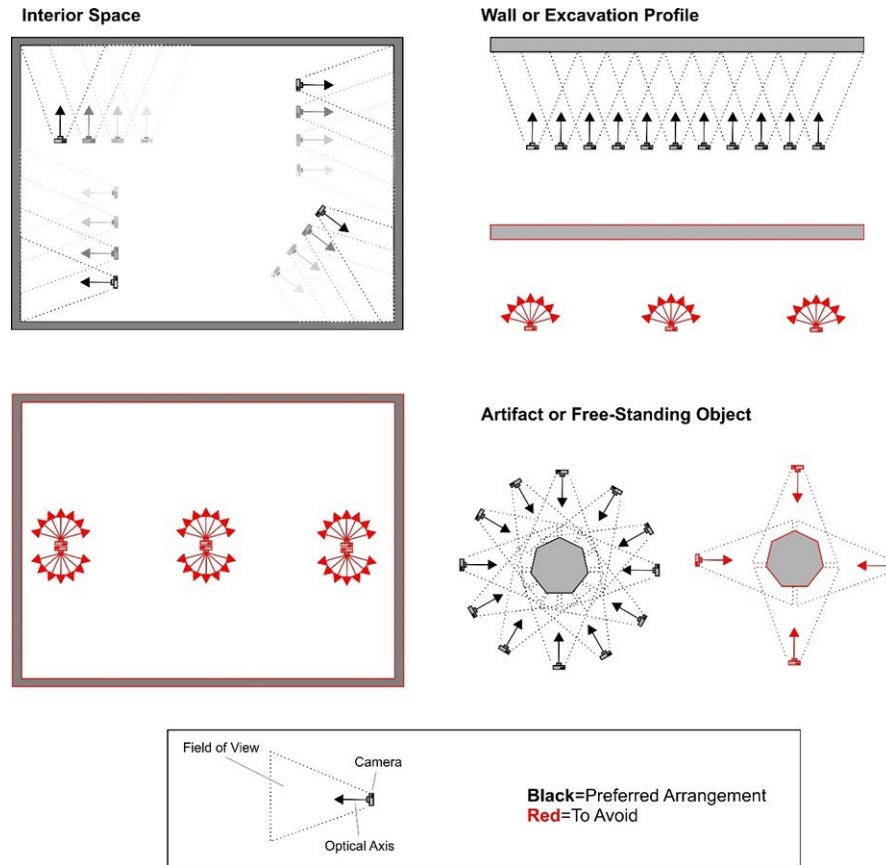 Interior Space
Wall or Excavation Profile
Artifact or Free-Standing Object
Field of View
Camera
Optical Axis
Black=Preferred Arrangement
Red=To Avoid